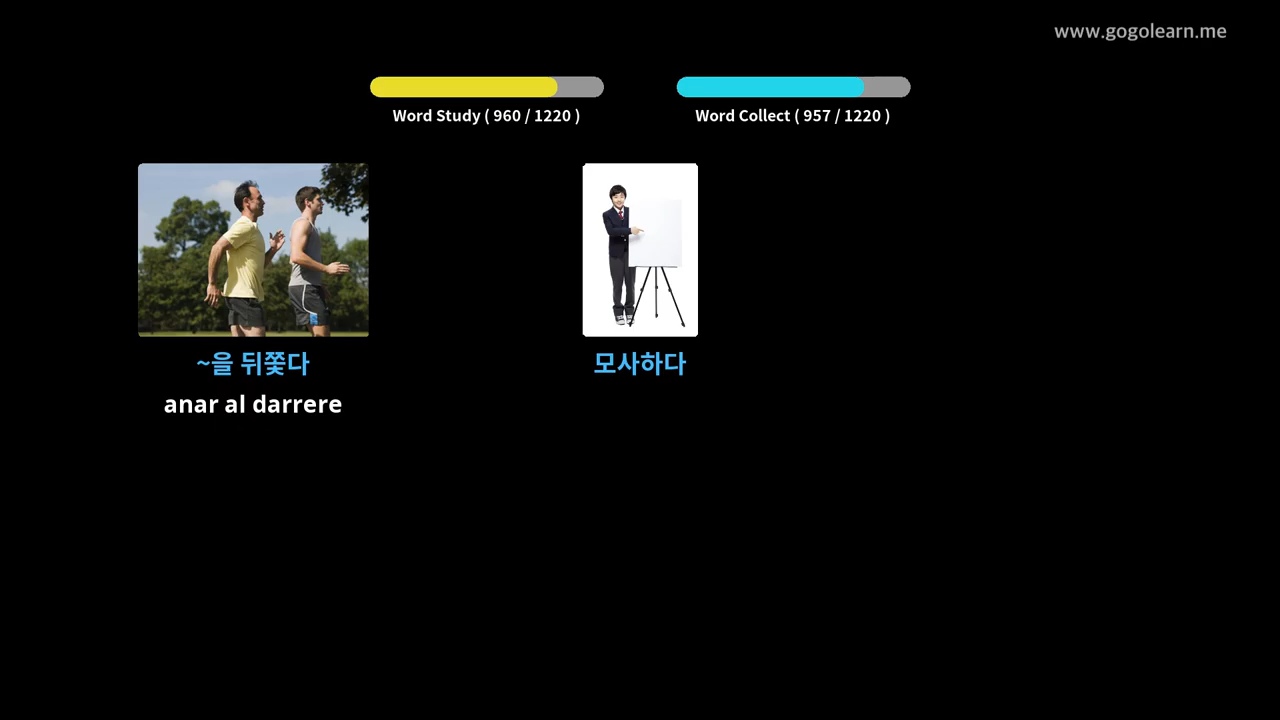 www.gogolearn.me
Word Study ( 960 / 1220 )
Word Collect ( 957 / 1220 )
~을 뒤쫓다
anar al darrere
모사하다